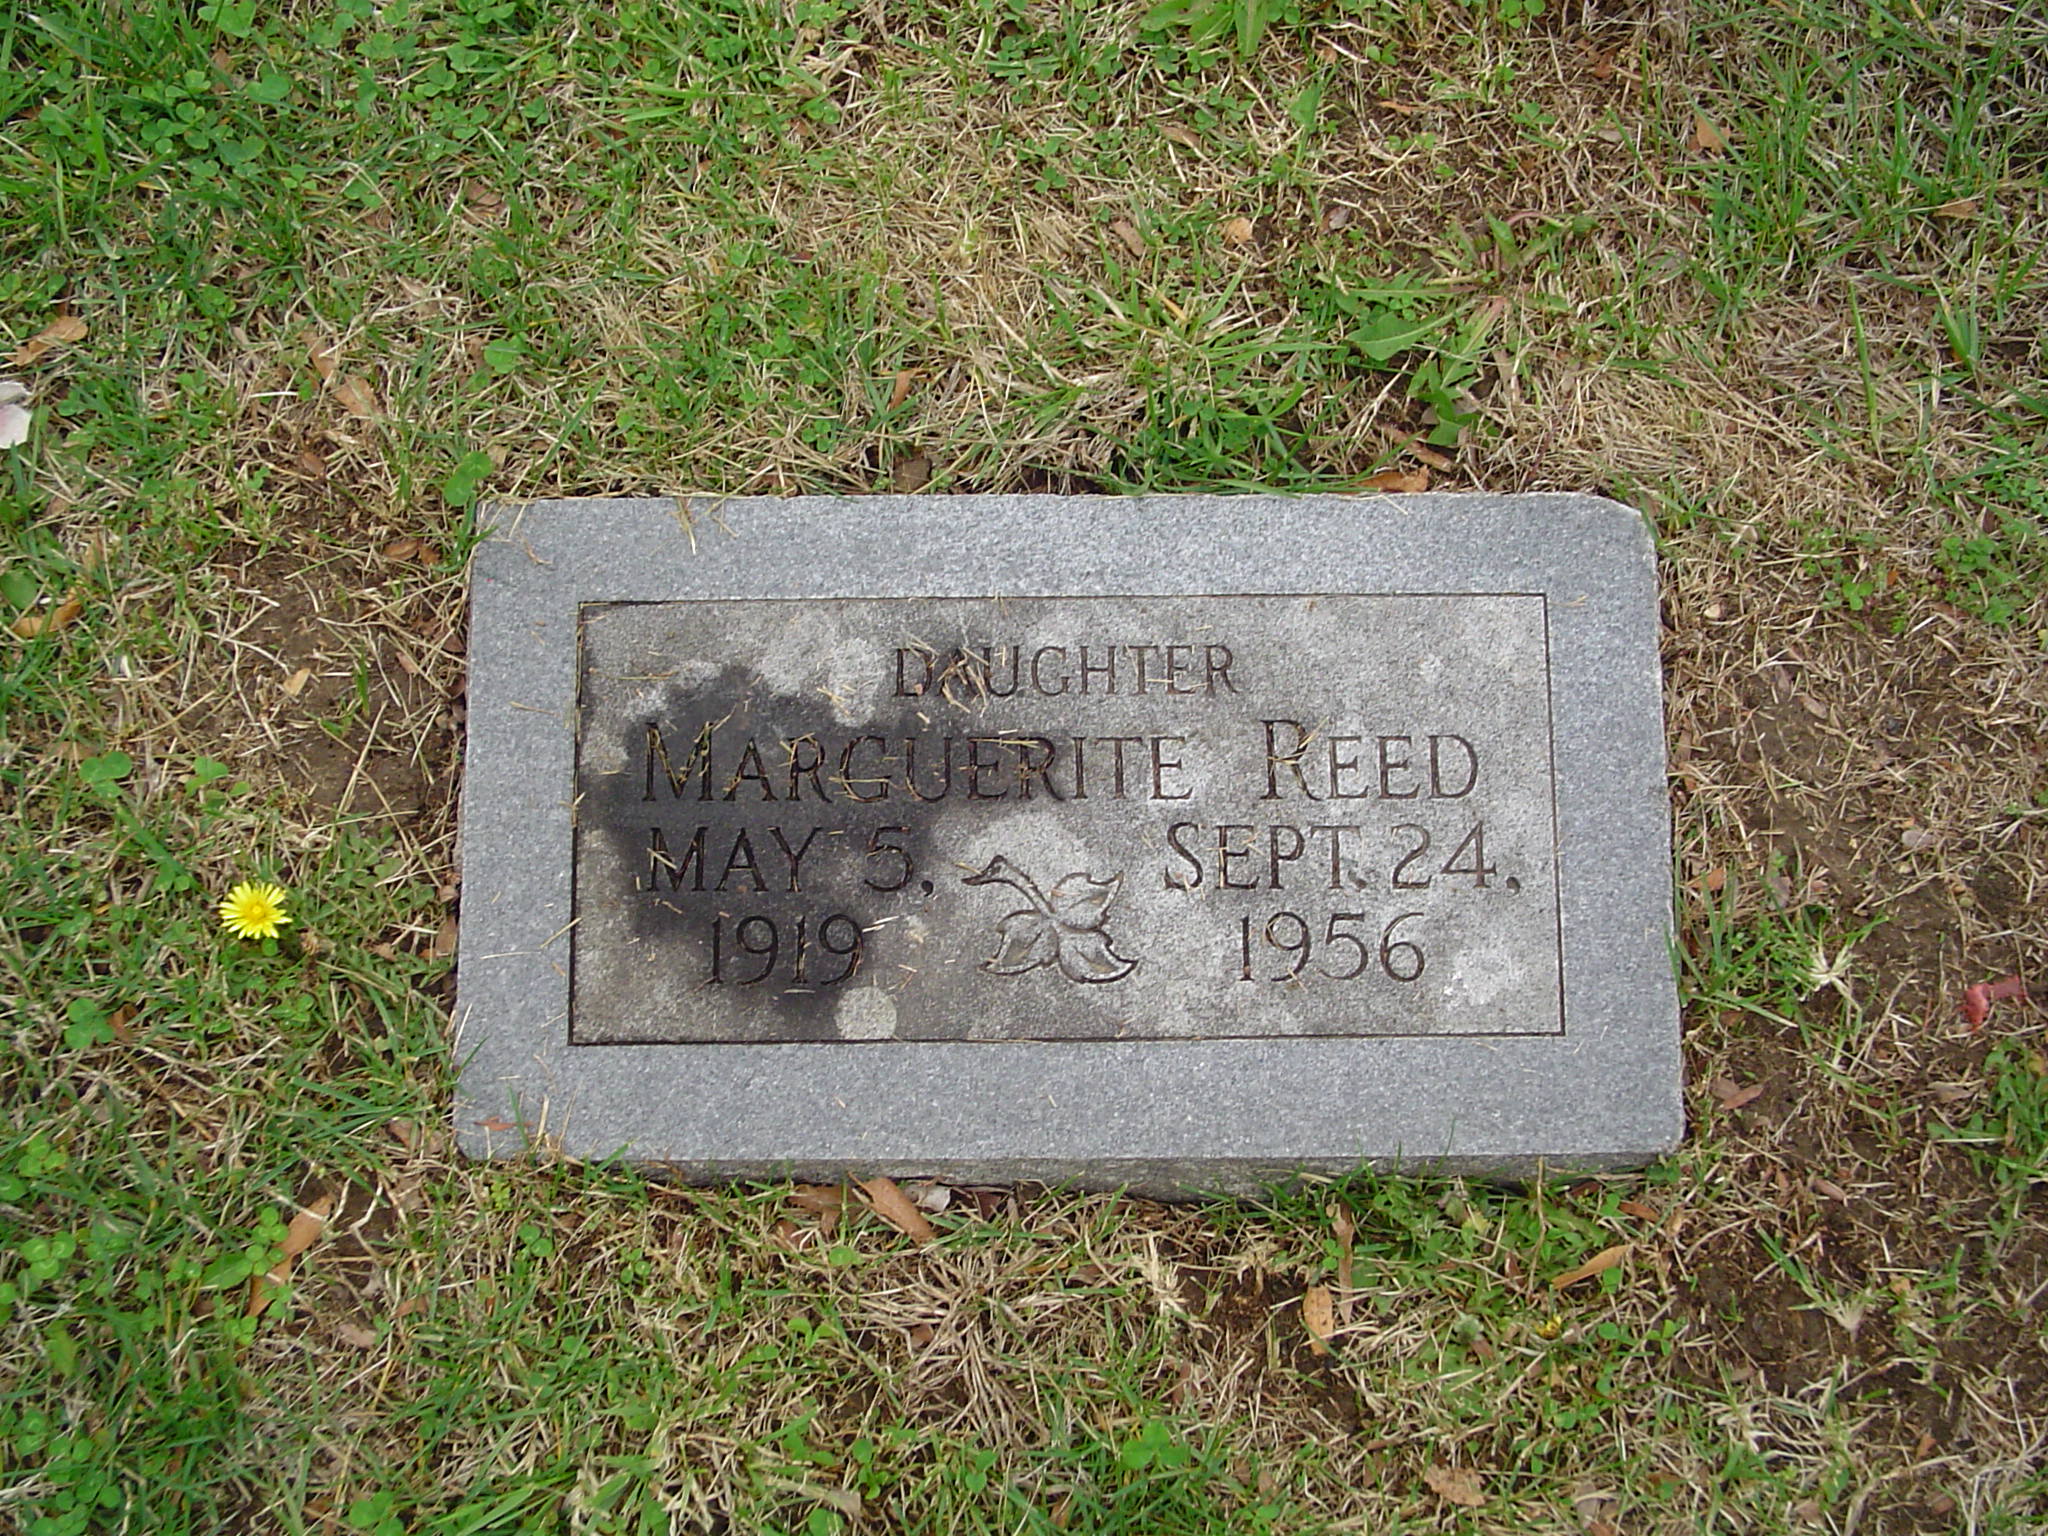 DAUGHTER
MARGUERITE REED
MAY 5, SEPT. 24,
1919 1956